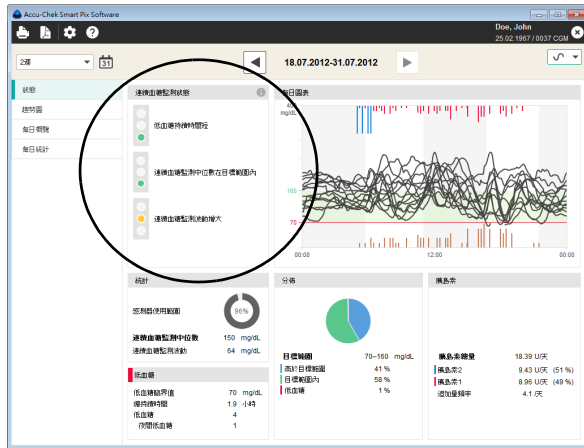 Accu-Chek Smart Pix Software
Doe, John
25.02.1967 / 0037 CGM
2週
31
18.07.2012-31.07.2012
狀態
趨勢圖
每日概覽
每日統計
連續血糖監測狀態
低血糖持續時間短
連續血糖監測中位數在目標範圍內
連續血糖監測波動增大
每日圖表
400
mg/dL
160
70
00:00
12:00
00:00
統計
感測器使用範圍
96%
連續血糖監測中位數 150 mg/dL
連續血糖監測波動 64 mg/dL
低血糖
低血糖臨界值 70 mg/dL
總持續時間 1.9 小時
低血糖 4
夜間低血糖 1
分佈
目標範圍 70–160 mg/dL
高於目標範圍 41 %
目標範圍內 58 %
低血糖 1 %
胰島素
胰島素總量 18.39 U/天
胰島素2 9.43 U/天 (51 %)
胰島素1 8.96 U/天 (49 %)
追加量頻率 4.1 /天